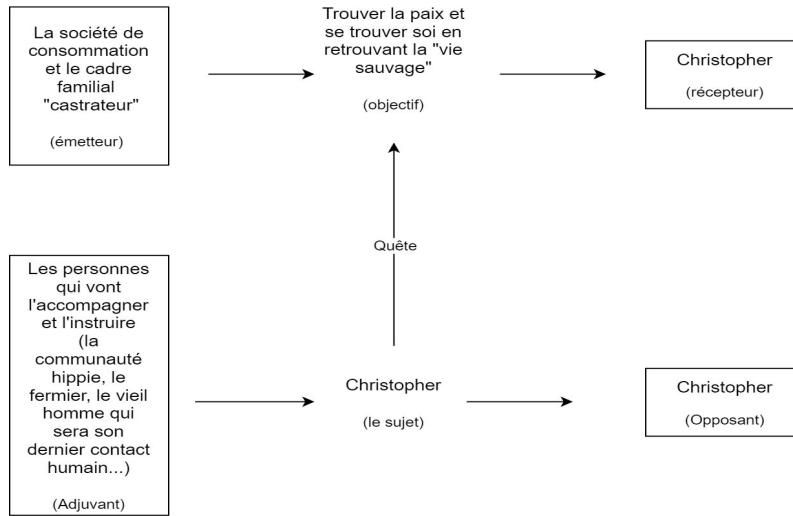 La société de
consommation
et le cadre
familial
"castrateur"
(émetteur)
Trouver la paix et
se trouver soi en
retrouvant la "vie
sauvage"
(objectif)
Christopher
(récepteur)
Quête
Les personnes
qui vont
l'accompagner
et l'instruire
(la
communauté
hippie, le
fermier, le vieil
homme qui
sera son
dernier contact
humain...)
(Adjuvant)
Christopher
(le sujet)
Christopher
(Opposant)